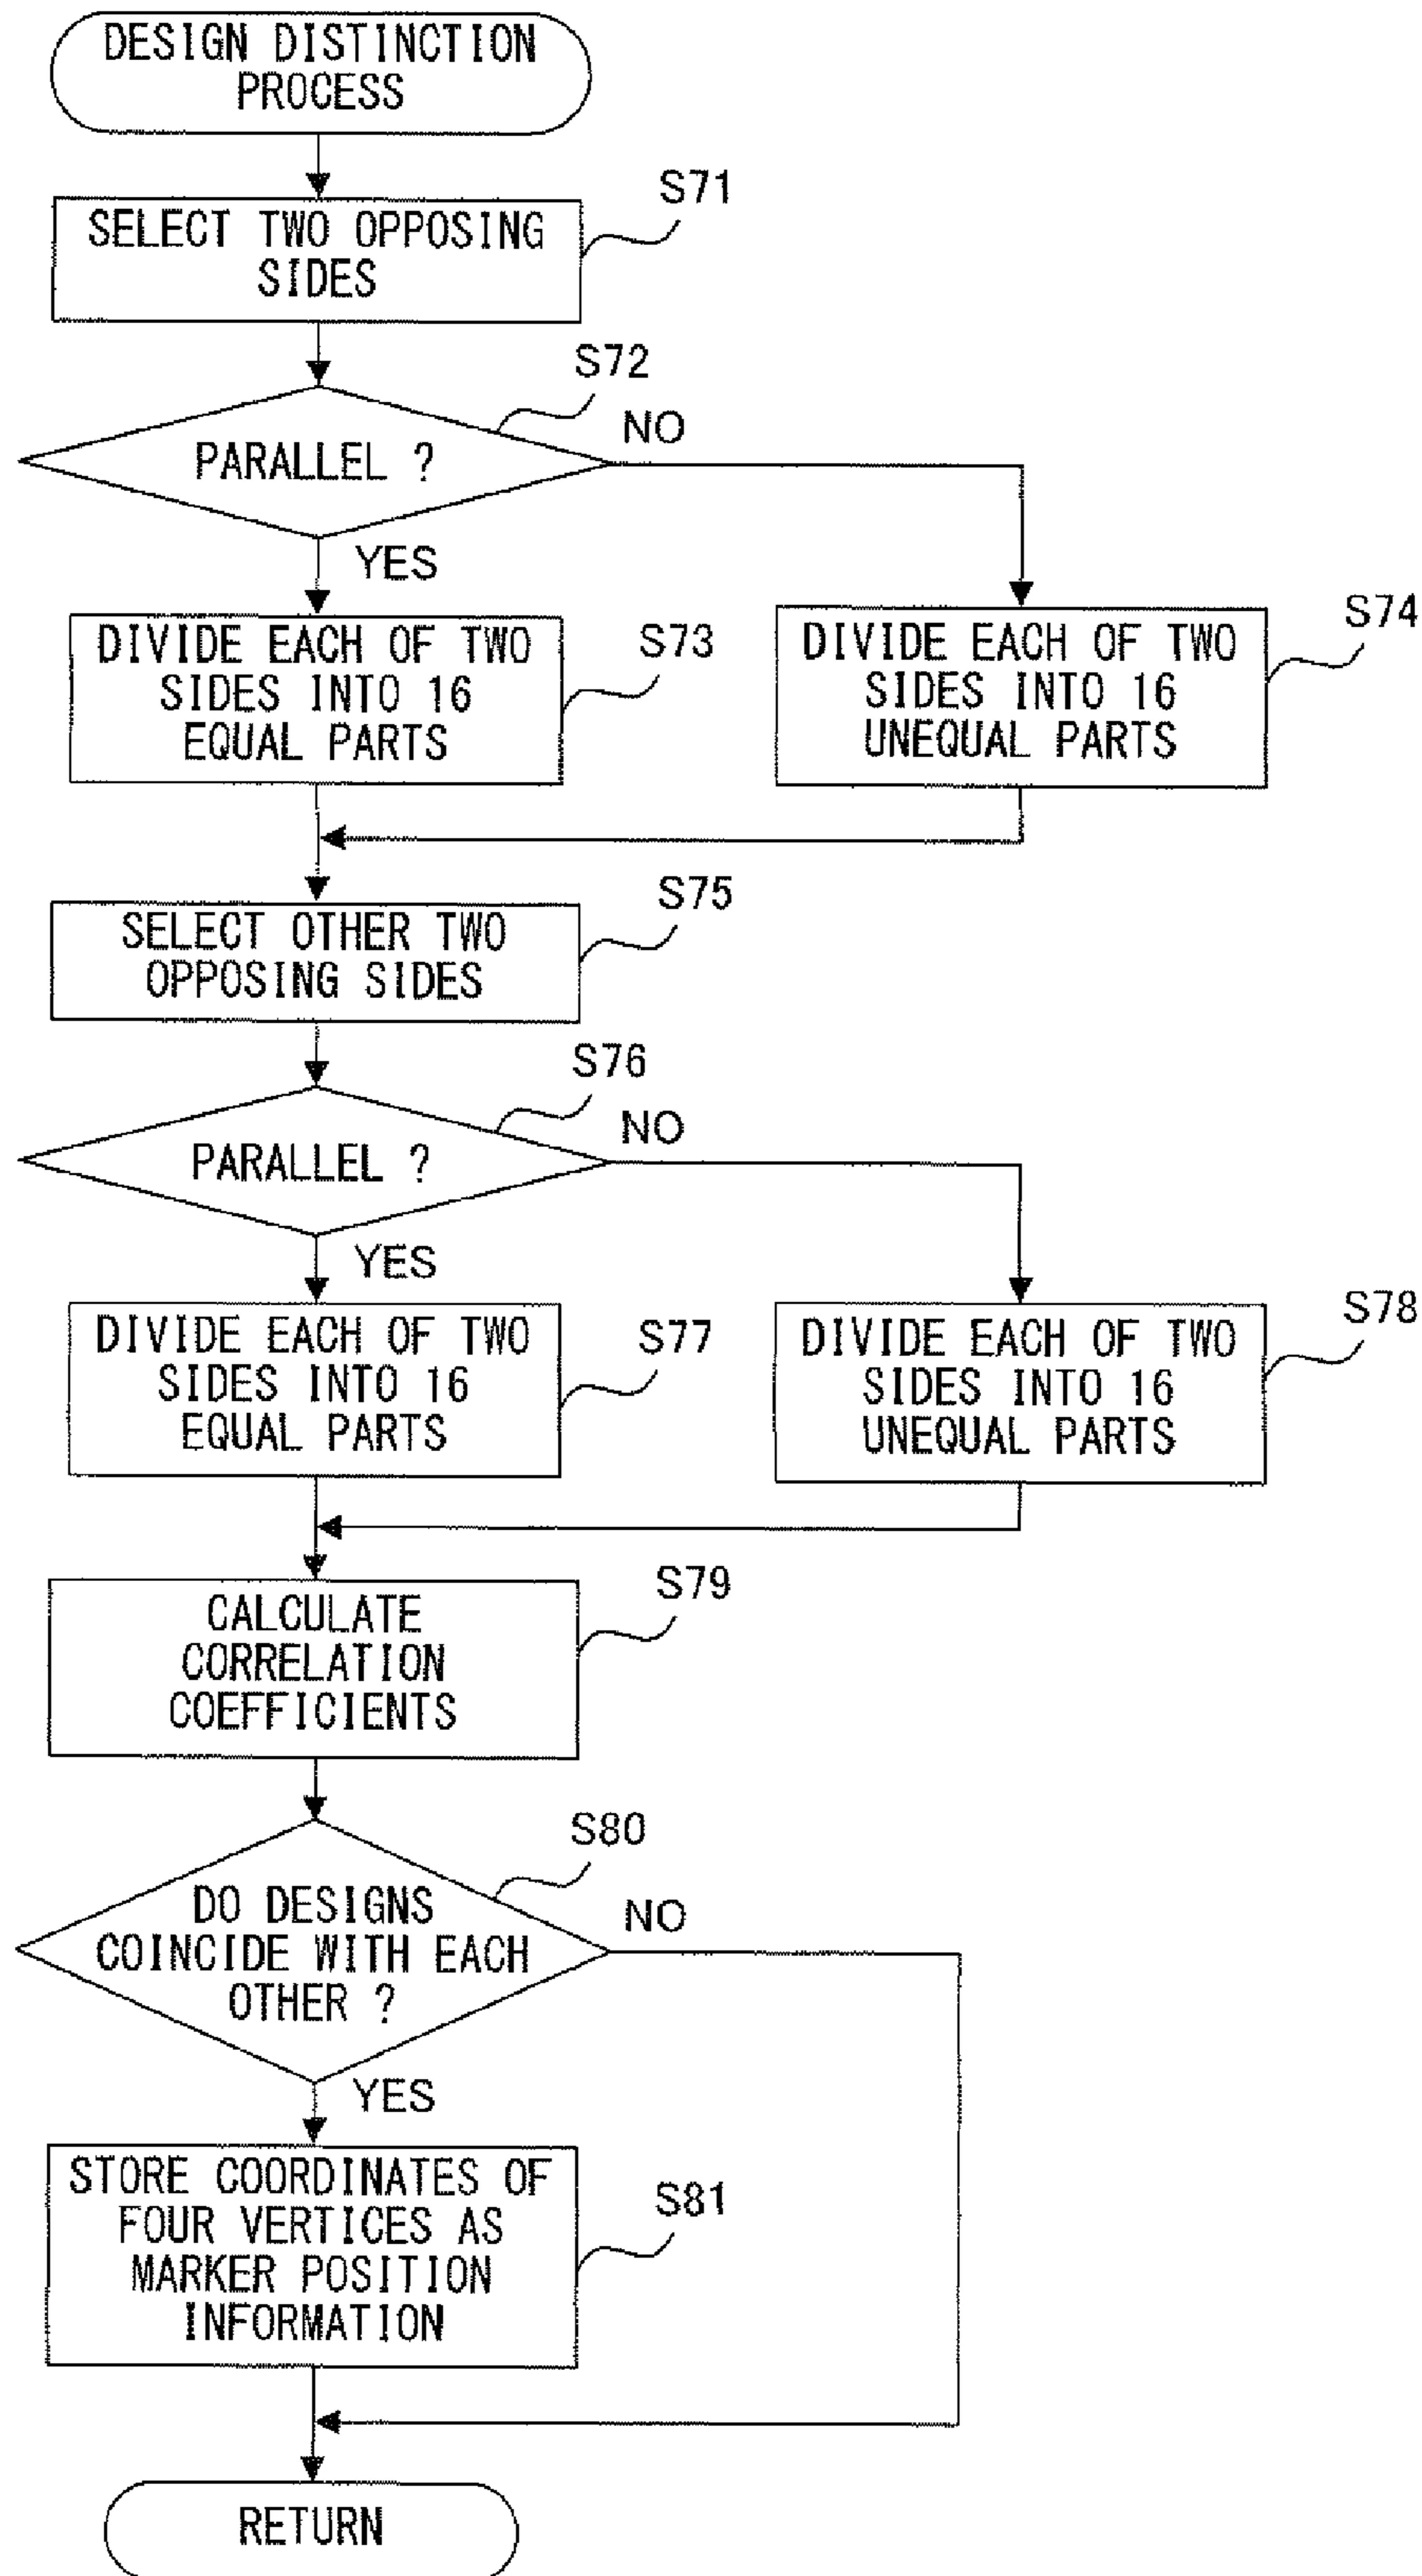 DESIGN DISTINCTION
PROCESS
S71
SELECT TWO OPPOSING
SIDES
S72
NO
PARALLEL ?
YES
S73
DIVIDE EACH OF TWO
SIDES INTO 16
EQUAL PARTS
S74
DIVIDE EACH OF TWO
SIDES INTO 16
UNEQUAL PARTS
S75
SELECT OTHER TWO
OPPOSING SIDES
S76
NO
PARALLEL ?
YES
S77
DIVIDE EACH OF TWO
SIDES INTO 16
EQUAL PARTS
S78
DIVIDE EACH OF TWO
SIDES INTO 16
UNEQUAL PARTS
S79
CALCULATE
CORRELATION
COEFFICIENTS
S80
NO
DO DESIGNS
COINCIDE WITH EACH
OTHER ?
YES
S81
STORE COORDINATES OF
FOUR VERTICES AS
MARKER POSITION
INFORMATION
RETURN